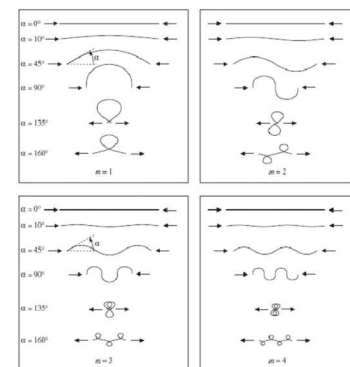 α = 0°
α = 10°
α = 45°
α
α = 90°
α = 135°
α = 160°
m = 1
m = 2
α = 0°
α = 10°
α = 45°
α
α = 90°
α = 135°
α = 160°
m = 3
m = 4